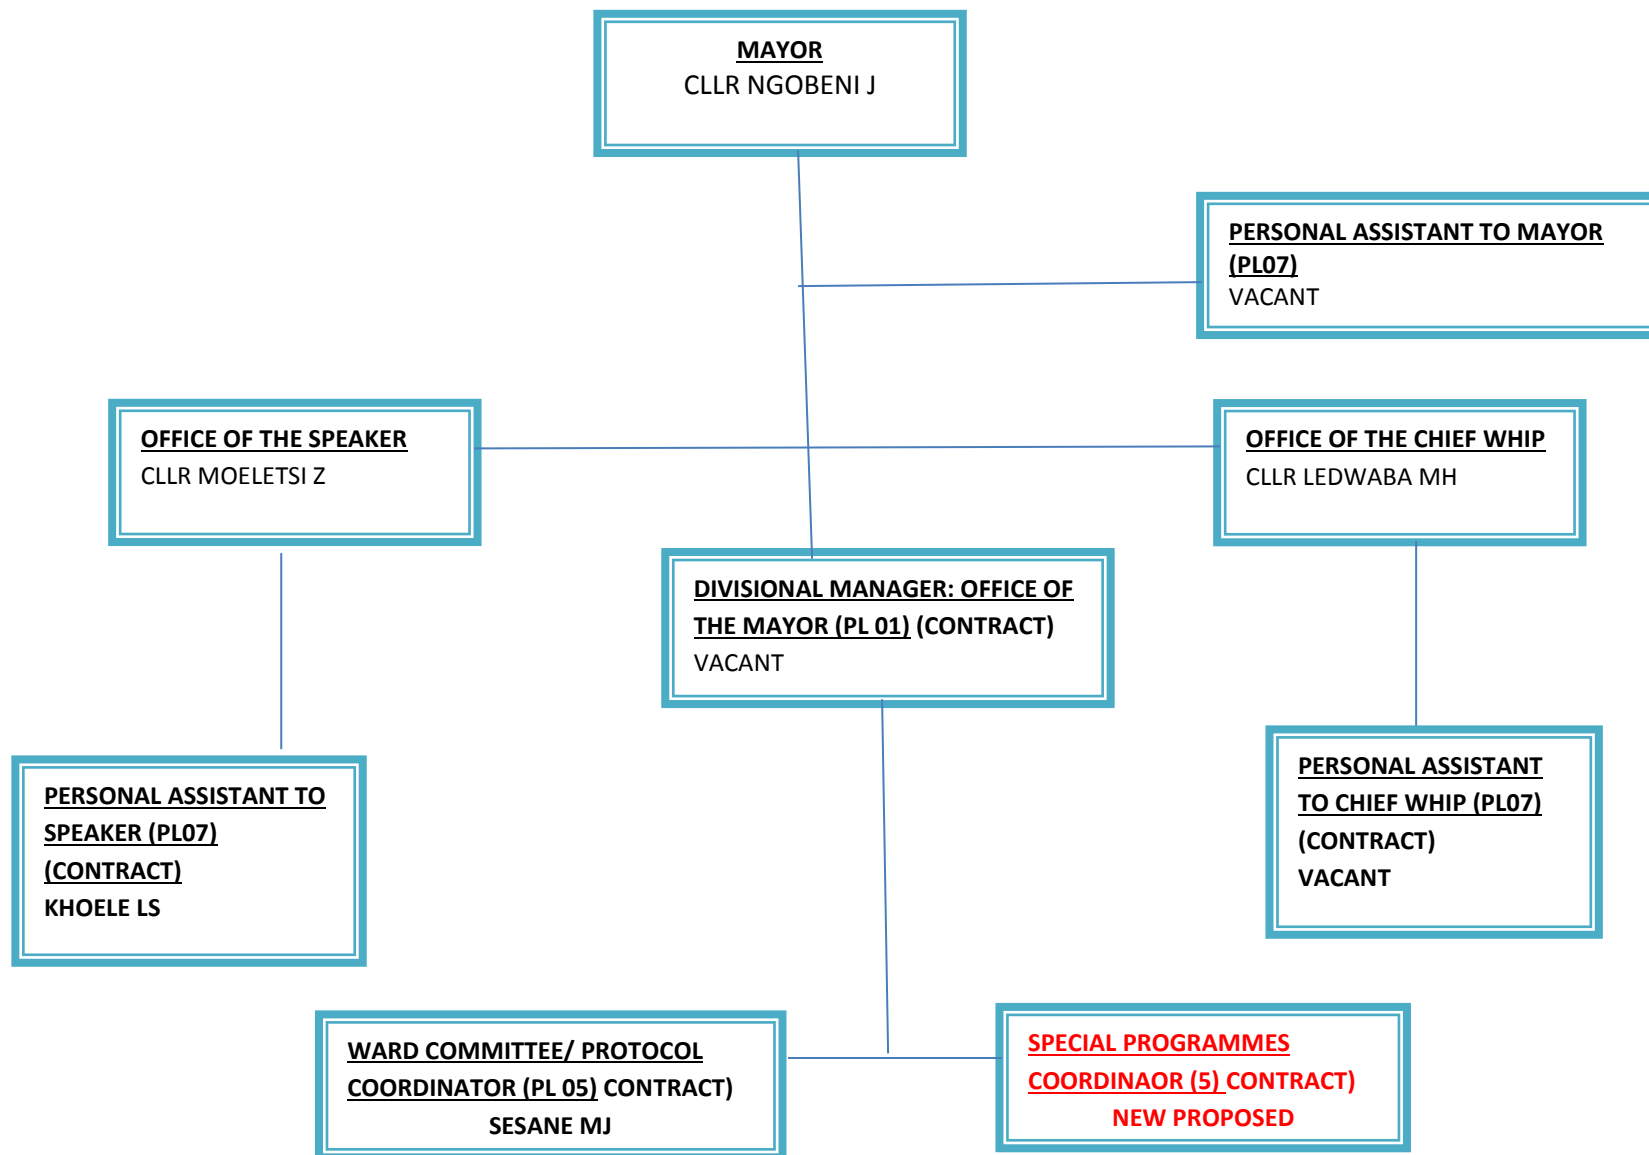 MAYOR
CLLR NGOBENI J
PERSONAL ASSISTANT TO MAYOR
(PL07)
VACANT
OFFICE OF THE SPEAKER
CLLR MOELETSI Z
OFFICE OF THE CHIEF WHIP
CLLR LEDWABA MH
DIVISIONAL MANAGER: OFFICE OF
THE MAYOR (PL 01) (CONTRACT)
VACANT
PERSONAL ASSISTANT TO
SPEAKER (PL07)
(CONTRACT)
KHOELE LS
PERSONAL ASSISTANT
TO CHIEF WHIP (PL07)
(CONTRACT)
VACANT
WARD COMMITTEE/ PROTOCOL
COORDINATOR (PL 05) CONTRACT)
SESANE MJ
SPECIAL PROGRAMMES
COORDINAOR (5) CONTRACT)
NEW PROPOSED